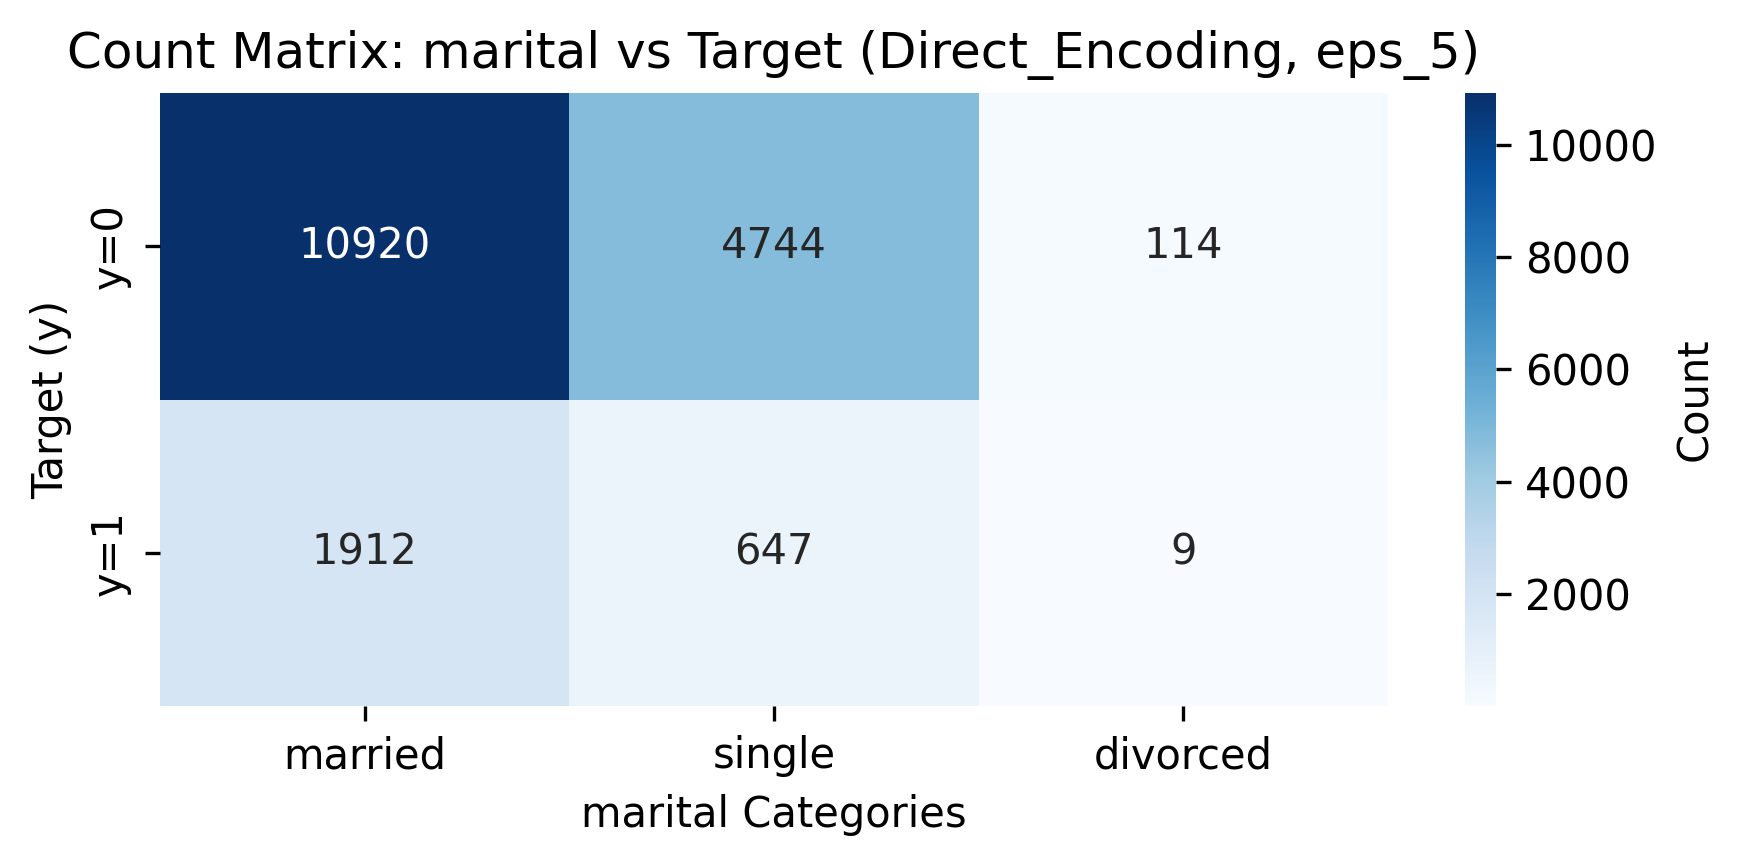 Count Matrix: marital vs Target (Direct_Encoding, eps_5)
Target (y)
y=0
10920 4744 114
y=1
1912 647 9
married single divorced
marital Categories
10000
8000
6000
4000
2000
Count